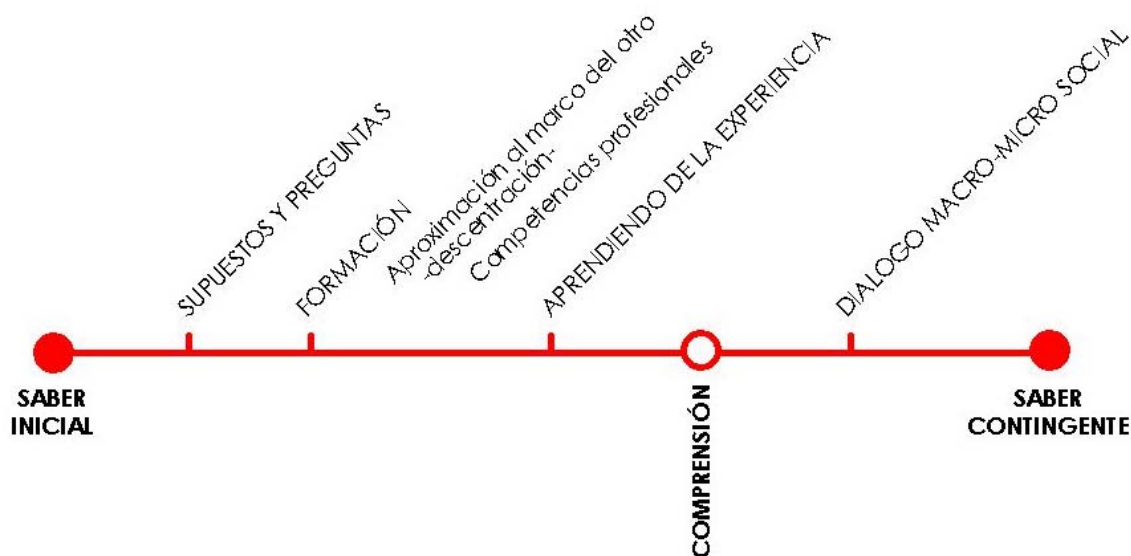 SUPUESTOS Y PREGUNTAS
FORMACIÓN
Aproximación al marco del otro
-descentración-
Competencias profesionales
APRENDIENDO DE LA EXPERIENCIA
DIALOGO MACRO-MICRO SOCIAL
SABER
INICIAL
COMPRENSIÓN
SABER
CONTINGENTE